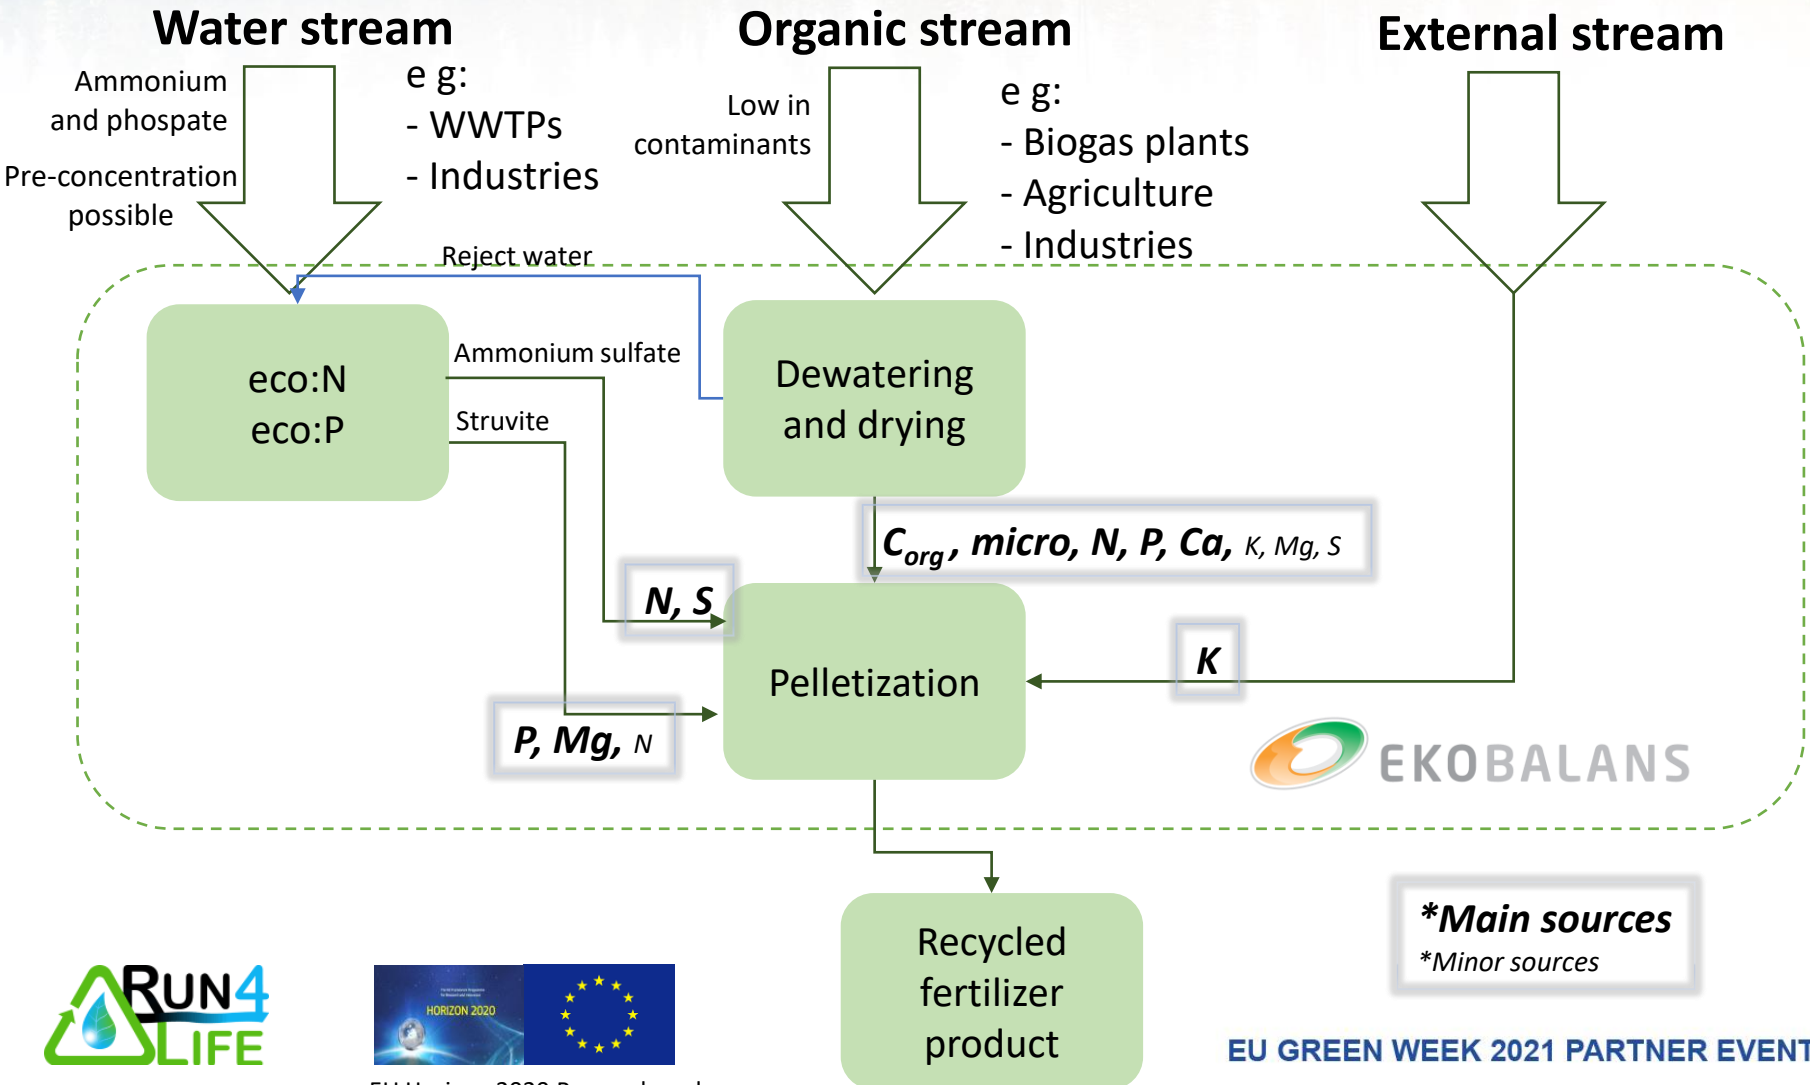 Water stream
Organic stream
External stream
Ammonium
and phospate
Pre-concentration
possible
e g:
- WWTPs
- Industries
Low in
contaminants
e g:
- Biogas plants
- Agriculture
- Industries
Reject water
eco:N
eco:P
Ammonium sulfate
Struvite
Dewatering
and drying
Corg, micro, N, P, Ca, K, Mg, S
N, S
P, Mg, N
Pelletization
K
EKOBALANS
Recycled
fertilizer
product
*Main sources
*Minor sources
RUN4
LIFE
HORIZON 2020
EU GREEN WEEK 2021 PARTNER EVENT